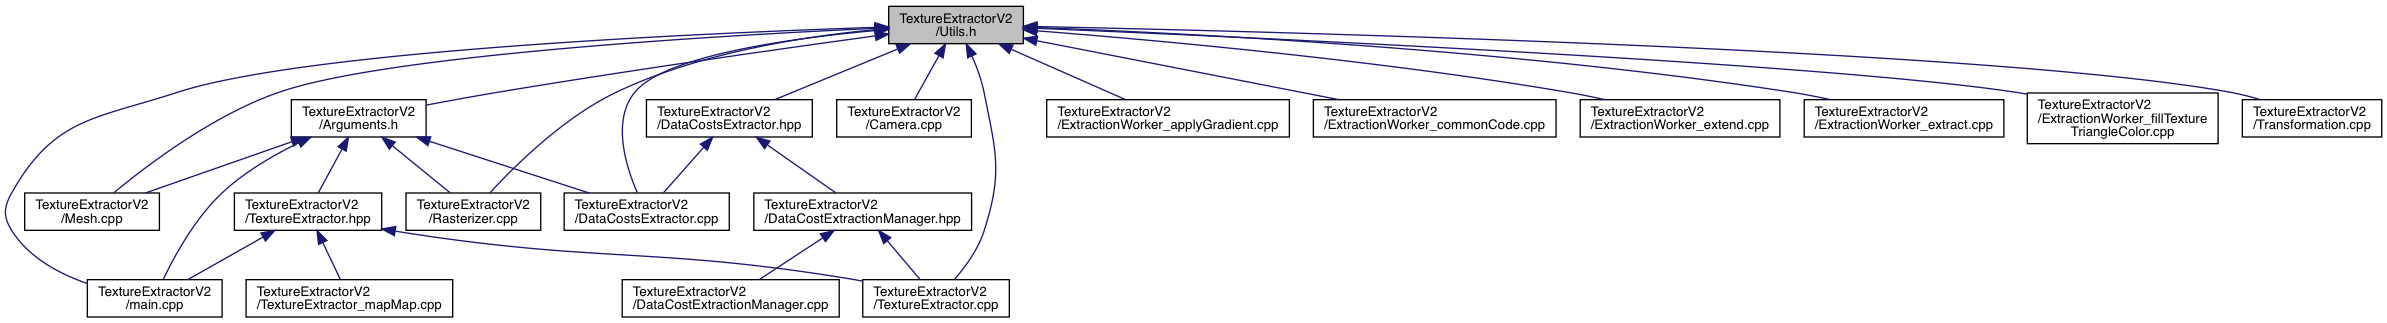 TextureExtractorV2
/Utils.h
TextureExtractorV2
/Arguments.h
TextureExtractorV2
/DataCostsExtractor.hpp
TextureExtractorV2
/Camera.cpp
TextureExtractorV2
/ExtractionWorker_applyGradient.cpp
TextureExtractorV2
/ExtractionWorker_commonCode.cpp
TextureExtractorV2
/ExtractionWorker_extend.cpp
TextureExtractorV2
/ExtractionWorker_extract.cpp
TextureExtractorV2
/ExtractionWorker_fillTexture
TriangleColor.cpp
TextureExtractorV2
/Transformation.cpp
TextureExtractorV2
/Mesh.cpp
TextureExtractorV2
/TextureExtractor.hpp
TextureExtractorV2
/Rasterizer.cpp
TextureExtractorV2
/DataCostsExtractor.cpp
TextureExtractorV2
/DataCostExtractionManager.hpp
TextureExtractorV2
/main.cpp
TextureExtractorV2
/TextureExtractor_mapMap.cpp
TextureExtractorV2
/DataCostExtractionManager.cpp
TextureExtractorV2
/TextureExtractor.cpp